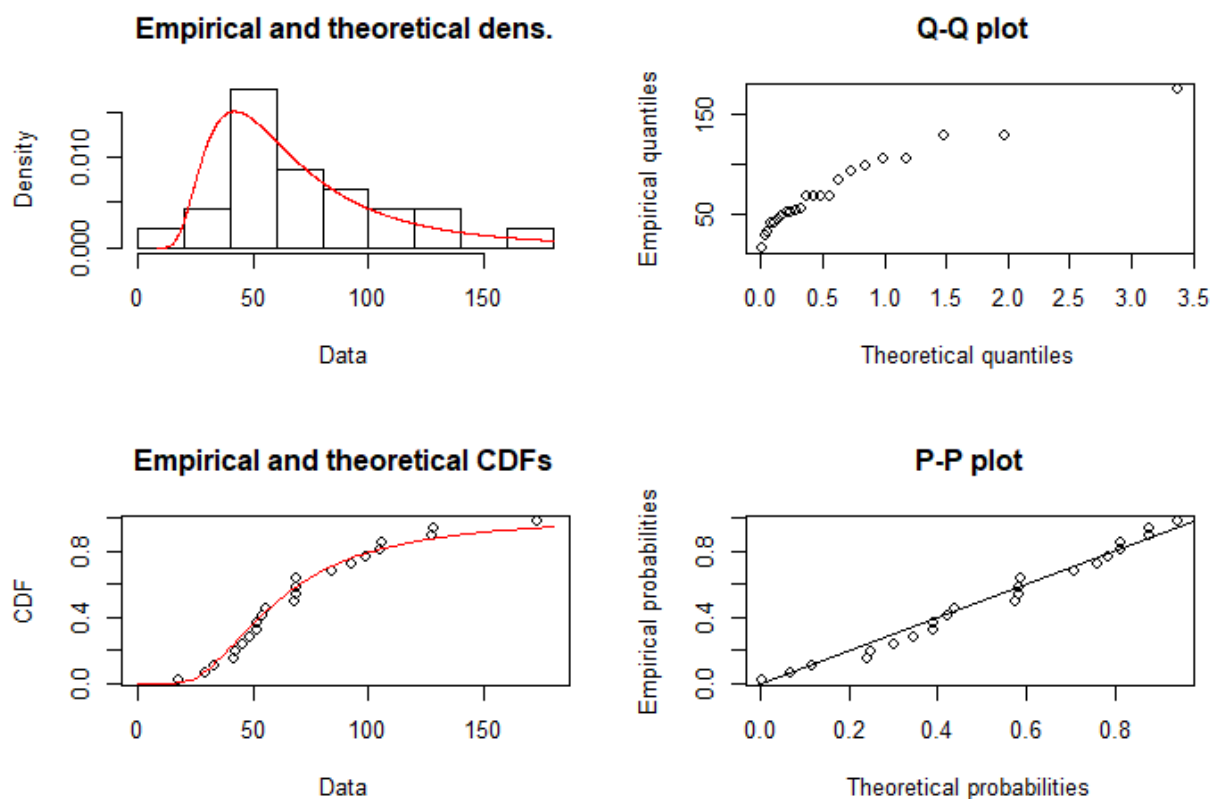 Empirical and theoretical dens.
Density
0.000
0.010
0
50
100
150
Data
Q-Q plot
Empirical quantiles
50
150
0.0
0.5
1.0
1.5
2.0
2.5
3.0
3.5
Theoretical quantiles
Empirical and theoretical CDFs
CDF
0.0
0.4
0.8
0
50
100
150
Data
P-P plot
Empirical probabilities
0.0
0.4
0.8
0.0
0.2
0.4
0.6
0.8
Theoretical probabilities